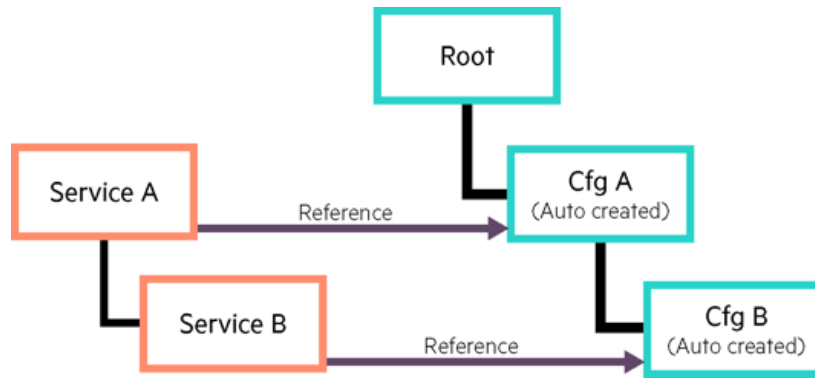 Root
Service A
Reference
Cfg A
(Auto created)
Service B
Reference
Cfg B
(Auto created)